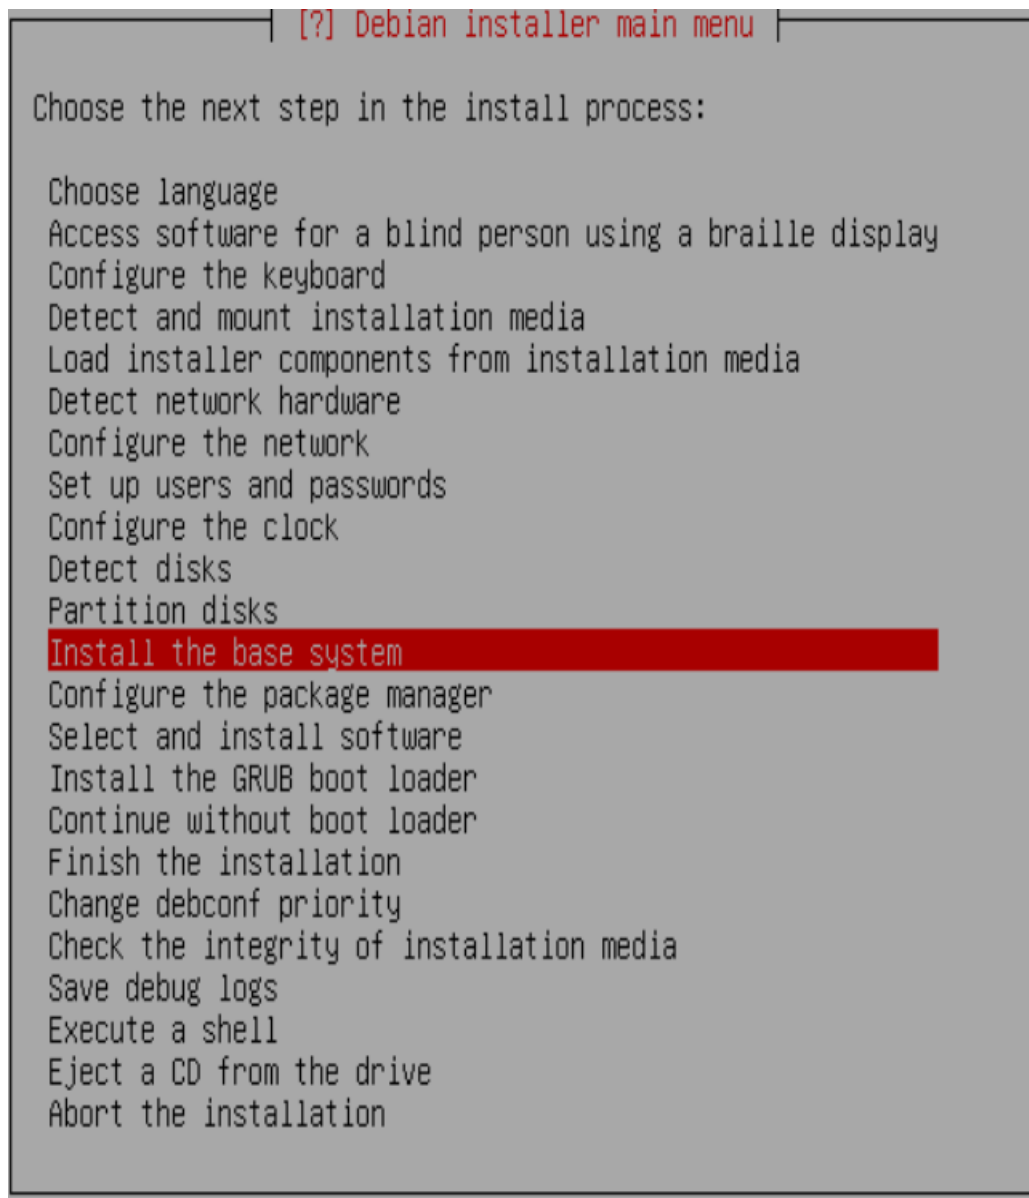 [?] Debian installer main menu
Choose the next step in the install process:
Choose language
Access software for a blind person using a braille display
Configure the keyboard
Detect and mount installation media
Load installer components from installation media
Detect network hardware
Configure the network
Set up users and passwords
Configure the clock
Detect disks
Partition disks
Install the base system
Configure the package manager
Select and install software
Install the GRUB boot loader
Continue without boot loader
Finish the installation
Change debconf priority
Check the integrity of installation media
Save debug logs
Execute a shell
Eject a CD from the drive
Abort the installation